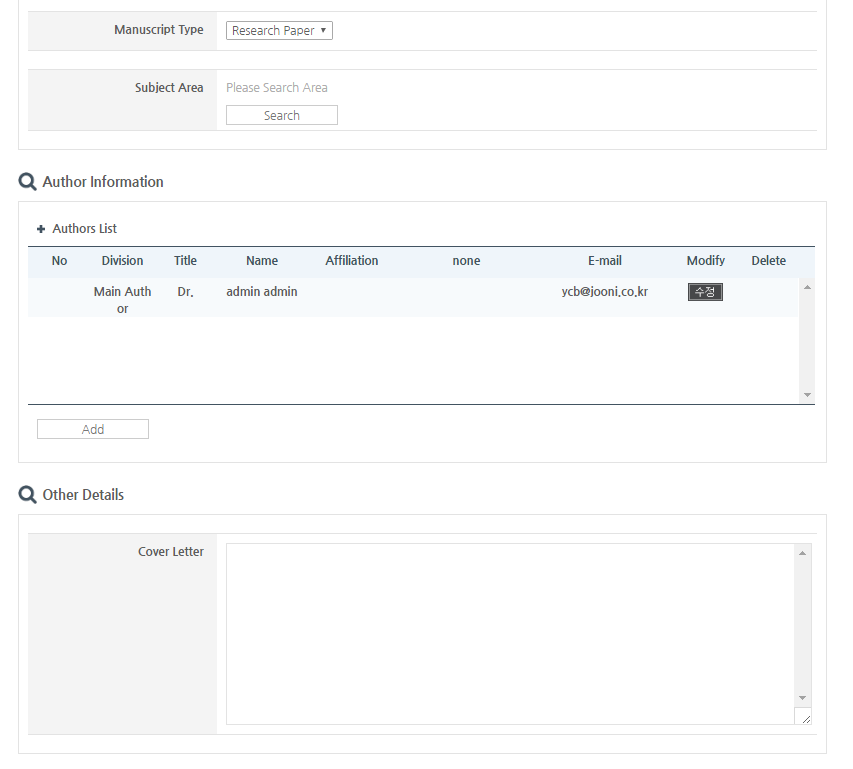 Manuscript Type Research Paper
Subject Area Please Search Area
Search
Author Information
Authors List
No Division Title Name Affiliation none E-mail Modify Delete
Main Auth Dr. admin admin ycb@jooni.co.kr 수정
or
Add
Other Details
Cover Letter